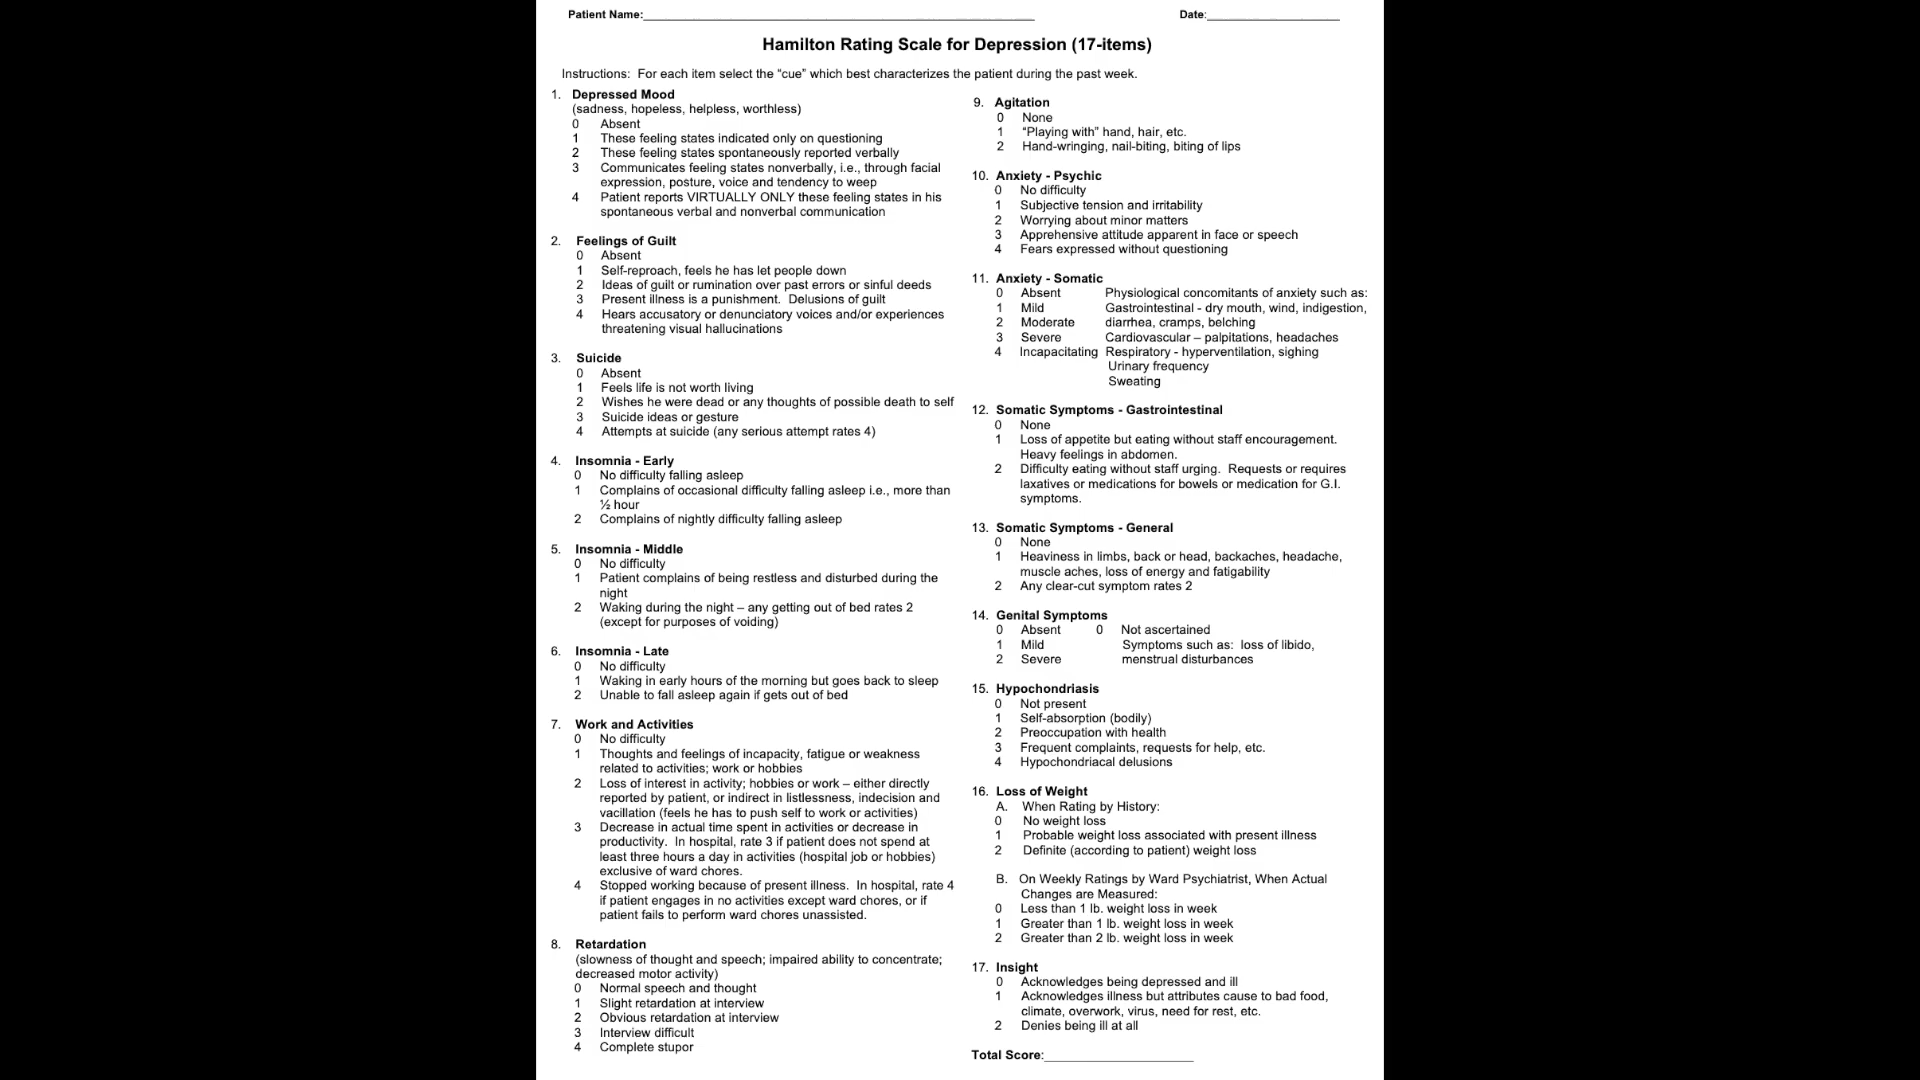 Patient Name:_______________ Date:_______________
Hamilton Rating Scale for Depression (17-items)
Instructions: For each item select the “cue” which best characterizes the patient during the past week.
1. Depressed Mood
(sadness, hopeless, helpless, worthless)
0 Absent
1 These feeling states indicated only on questioning
2 These feeling states spontaneously reported verbally
3 Communicates feeling states nonverbally, i.e., through facial
expression, posture, voice and tendency to weep
4 Patient reports VIRTUALLY ONLY these feeling states in his
spontaneous verbal and nonverbal communication
2. Feelings of Guilt
0 Absent
1 Self-reproach, feels he has let people down
2 Ideas of guilt or rumination over past errors or sinful deeds
3 Present illness is a punishment. Delusions of guilt
4 Hears accusatory or denunciatory voices and/or experiences
threatening visual hallucinations
3. Suicide
0 Absent
1 Feels life is not worth living
2 Wishes he were dead or any thoughts of possible death to self
3 Suicide ideas or gesture
4 Attempts at suicide (any serious attempt rates 4)
4. Insomnia - Early
0 No difficulty falling asleep
1 Complains of occasional difficulty falling asleep i.e., more than
½ hour
2 Complains of nightly difficulty falling asleep
5. Insomnia - Middle
0 No difficulty
1 Patient complains of being restless and disturbed during the
night
2 Waking during the night – any getting out of bed rates 2
(except for purposes of voiding)
6. Insomnia - Late
0 No difficulty
1 Waking in early hours of the morning but goes back to sleep
2 Unable to fall asleep again if gets out of bed
7. Work and Activities
0 No difficulty
1 Thoughts and feelings of incapacity, fatigue or weakness
related to activities; work or hobbies
2 Loss of interest in activity; hobbies or work – either directly
reported by patient, or indirect in listlessness, indecision and
vacillation (feels he has to push self to work or activities)
3 Decrease in actual time spent in activities or decrease in
productivity. In hospital, rate 3 if patient does not spend at
least three hours a day in activities (hospital job or hobbies)
exclusive of ward chores.
4 Stopped working because of present illness. In hospital, rate 4
if patient engages in no activities except ward chores, or if
patient fails to perform ward chores unassisted.
8. Retardation
(slowness of thought and speech; impaired ability to concentrate;
decreased motor activity)
0 Normal speech and thought
1 Slight retardation at interview
2 Obvious retardation at interview
3 Interview difficult
4 Complete stupor
9. Agitation
0 None
1 “Playing with” hand, hair, etc.
2 Hand-wringing, nail-biting, biting of lips
10. Anxiety - Psychic
0 No difficulty
1 Subjective tension and irritability
2 Worrying about minor matters
3 Apprehensive attitude apparent in face or speech
4 Fears expressed without questioning
11. Anxiety - Somatic
0 Absent Physiological concomitants of anxiety such as:
1 Mild Gastrointestinal - dry mouth, wind, indigestion,
2 Moderate diarrhea, cramps, belching
3 Severe Cardiovascular – palpitations, headaches
4 Incapacitating Respiratory - hyperventilation, sighing
Urinary frequency
Sweating
12. Somatic Symptoms - Gastrointestinal
0 None
1 Loss of appetite but eating without staff encouragement.
Heavy feelings in abdomen.
2 Difficulty eating without staff urging. Requests or requires
laxatives or medications for bowels or medication for G.I.
symptoms.
13. Somatic Symptoms - General
0 None
1 Heaviness in limbs, back or head, backaches, headache,
muscle aches, loss of energy and fatigability
2 Any clear-cut symptom rates 2
14. Genital Symptoms
0 Absent 0 Not ascertained
1 Mild Symptoms such as: loss of libido,
2 Severe menstrual disturbances
15. Hypochondriasis
0 Not present
1 Self-absorption (bodily)
2 Preoccupation with health
3 Frequent complaints, requests for help, etc.
4 Hypochondriacal delusions
16. Loss of Weight
A. When Rating by History:
0 No weight loss
1 Probable weight loss associated with present illness
2 Definite (according to patient) weight loss
B. On Weekly Ratings by Ward Psychiatrist, When Actual
Changes are Measured:
0 Less than 1 lb. weight loss in week
1 Greater than 1 lb. weight loss in week
2 Greater than 2 lb. weight loss in week
17. Insight
0 Acknowledges being depressed and ill
1 Acknowledges illness but attributes cause to bad food,
climate, overwork, virus, need for rest, etc.
2 Denies being ill at all
Total Score:_______________